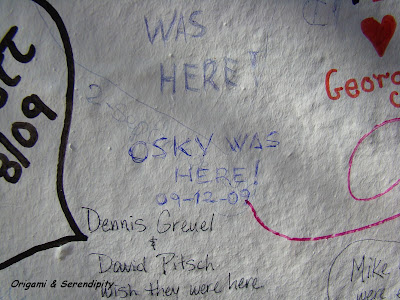 WAS
HERE!
8/09
Georg
OSKY WAS
HERE!
09-12-09
Dennis Greuel
&
David Pitsch
wish they were here
Mike
were
Origami & Serendipity